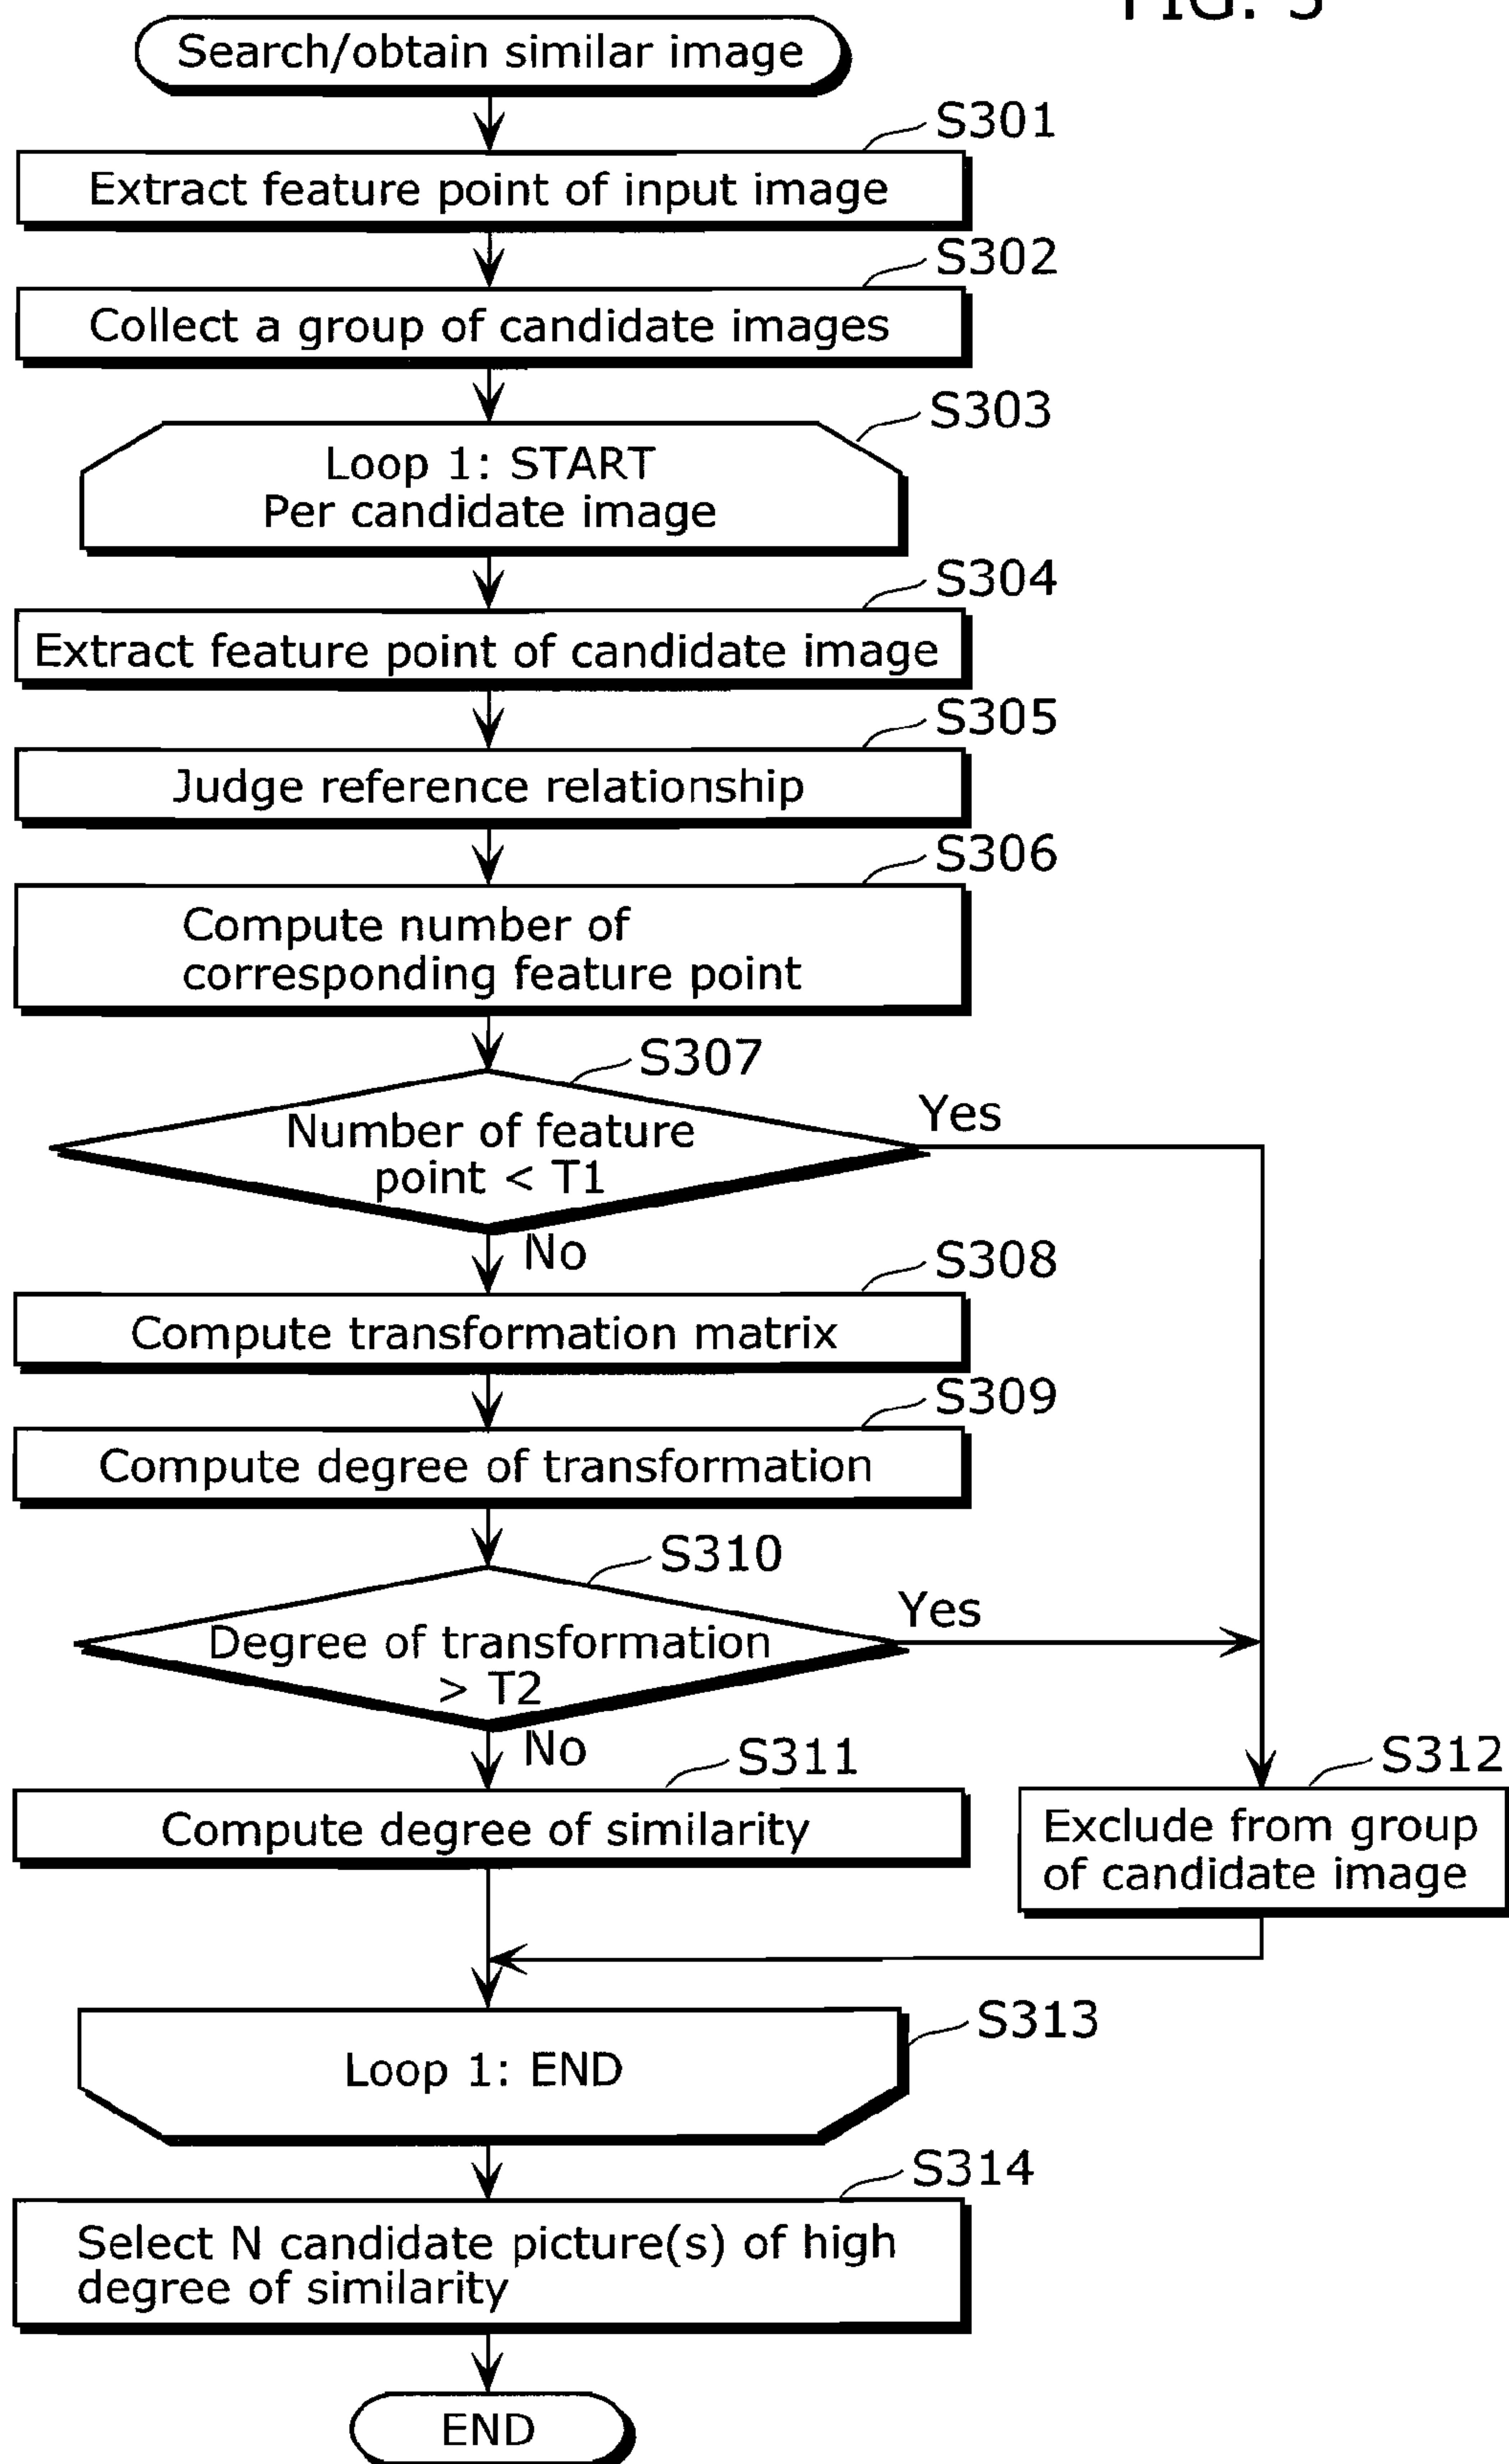 FIG. 3
Search/obtain similar image
S301
Extract feature point of input image
S302
Collect a group of candidate images
S303
Loop 1: START
Per candidate image
S304
Extract feature point of candidate image
S305
Judge reference relationship
S306
Compute number of
corresponding feature point
S307
Number of feature
point < T1
Yes
No
S308
Compute transformation matrix
S309
Compute degree of transformation
S310
Degree of transformation
> T2
Yes
No
S311
Compute degree of similarity
S312
Exclude from group
of candidate image
S313
Loop 1: END
S314
Select N candidate picture(s) of high
degree of similarity
END